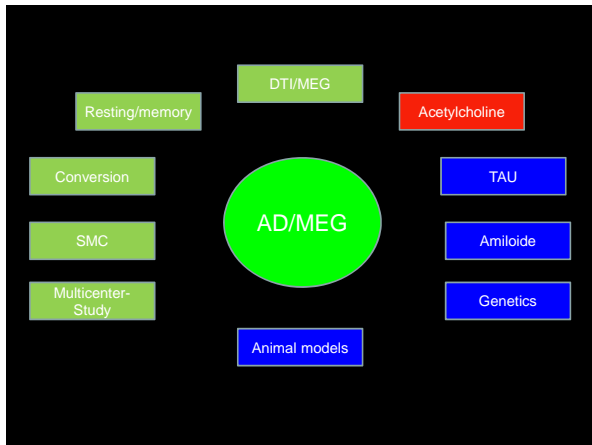 DTI/MEG
Resting/memory
Acetylcholine
Conversion
TAU
AD/MEG
SMC
Amiloide
Multicenter-
Study
Genetics
Animal models